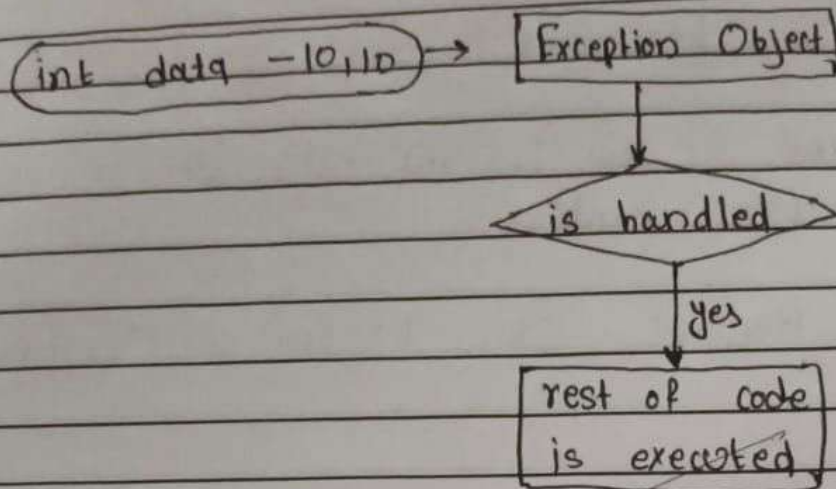 int data -10,10
Exception Object
is handled
yes
rest of code
is executed